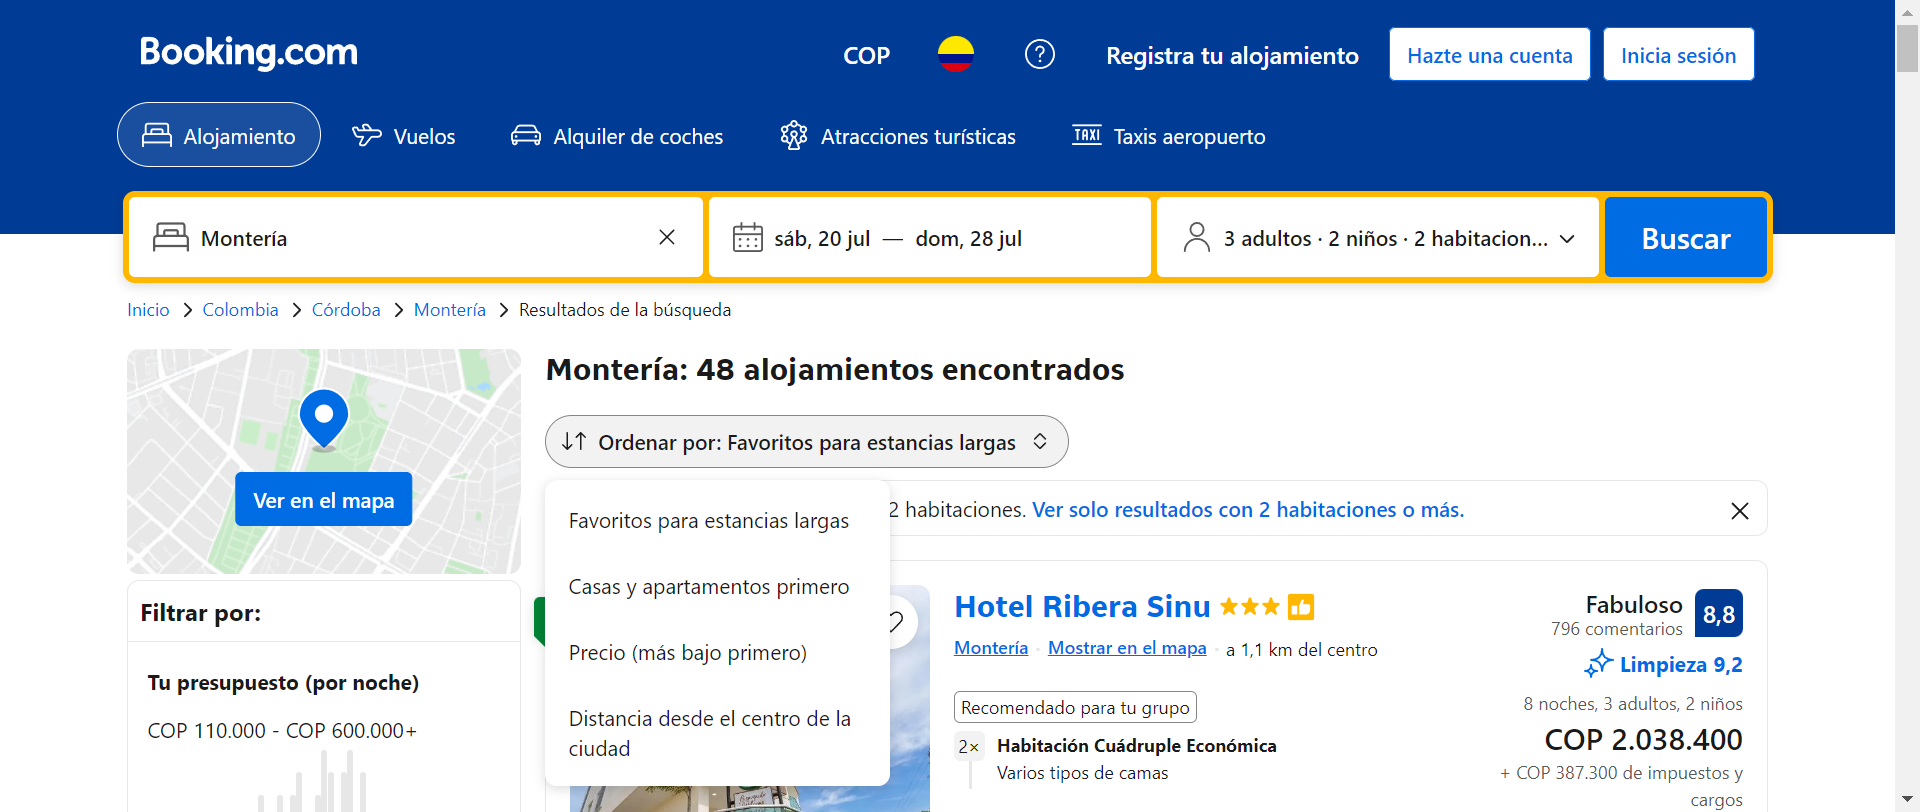 Booking.com
COP
Registra tu alojamiento
Hazte una cuenta
Inicia sesión
Alojamiento
Vuelos
Alquiler de coches
Atracciones turísticas
TAXI Taxis aeropuerto
Montería
sáb, 20 jul — dom, 28 jul
3 adultos · 2 niños · 2 habitacion...
Buscar
Inicio
Colombia
Córdoba
Montería
Resultados de la búsqueda
Ver en el mapa
Filtrar por:
Tu presupuesto (por noche)
COP 110.000 - COP 600.000+
Montería: 48 alojamientos encontrados
Ordenar por: Favoritos para estancias largas
Favoritos para estancias largas
Casas y apartamentos primero
Precio (más bajo primero)
Distancia desde el centro de la
ciudad
2 habitaciones. Ver solo resultados con 2 habitaciones o más.
Hotel Ribera Sinu
Montería
Mostrar en el mapa
a 1,1 km del centro
Recomendado para tu grupo
2× Habitación Cuádruple Económica
Varios tipos de camas
Fabuloso
796 comentarios
8,8
Limpieza 9,2
8 noches, 3 adultos, 2 niños
COP 2.038.400
+ COP 387.300 de impuestos y
cargos